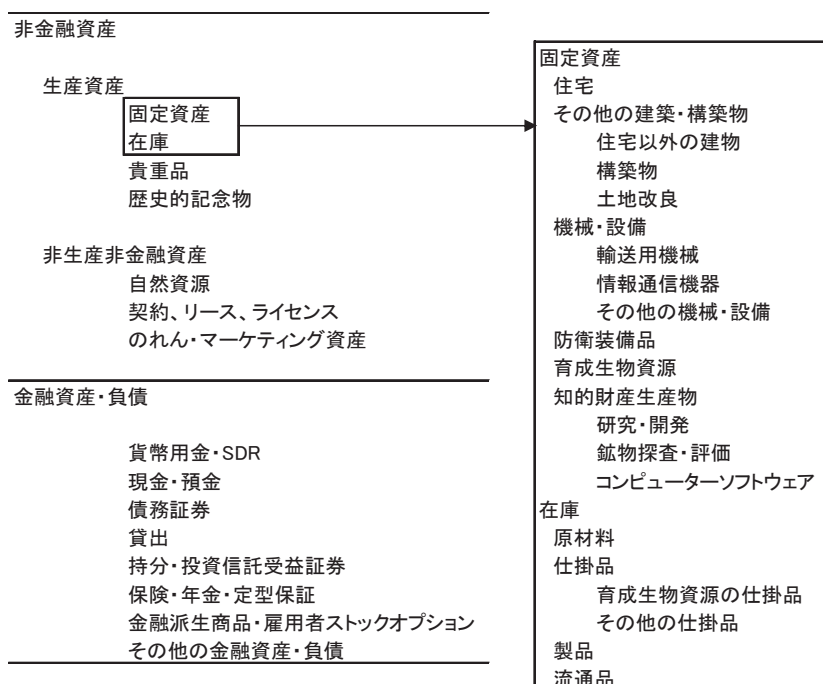 非金融資産
生産資産
固定資産
在庫
貴重品
歴史的記念物
非生産非金融資産
自然資源
契約、リース、ライセンス
のれん・マーケティング資産
金融資産・負債
貨幣用金・SDR
現金・預金
債務証券
貸出
持分・投資信託受益証券
保険・年金・定型保証
金融派生商品・雇用者ストックオプション
その他の金融資産・負債
固定資産
住宅
その他の建築・構築物
住宅以外の建物
構築物
土地改良
機械・設備
輸送用機械
情報通信機器
その他の機械・設備
防衛装備品
育成生物資源
知的財産生産物
研究・開発
鉱物探査・評価
コンピューターソフトウェア
在庫
原材料
仕掛品
育成生物資源の仕掛品
その他の仕掛品
製品
流通品